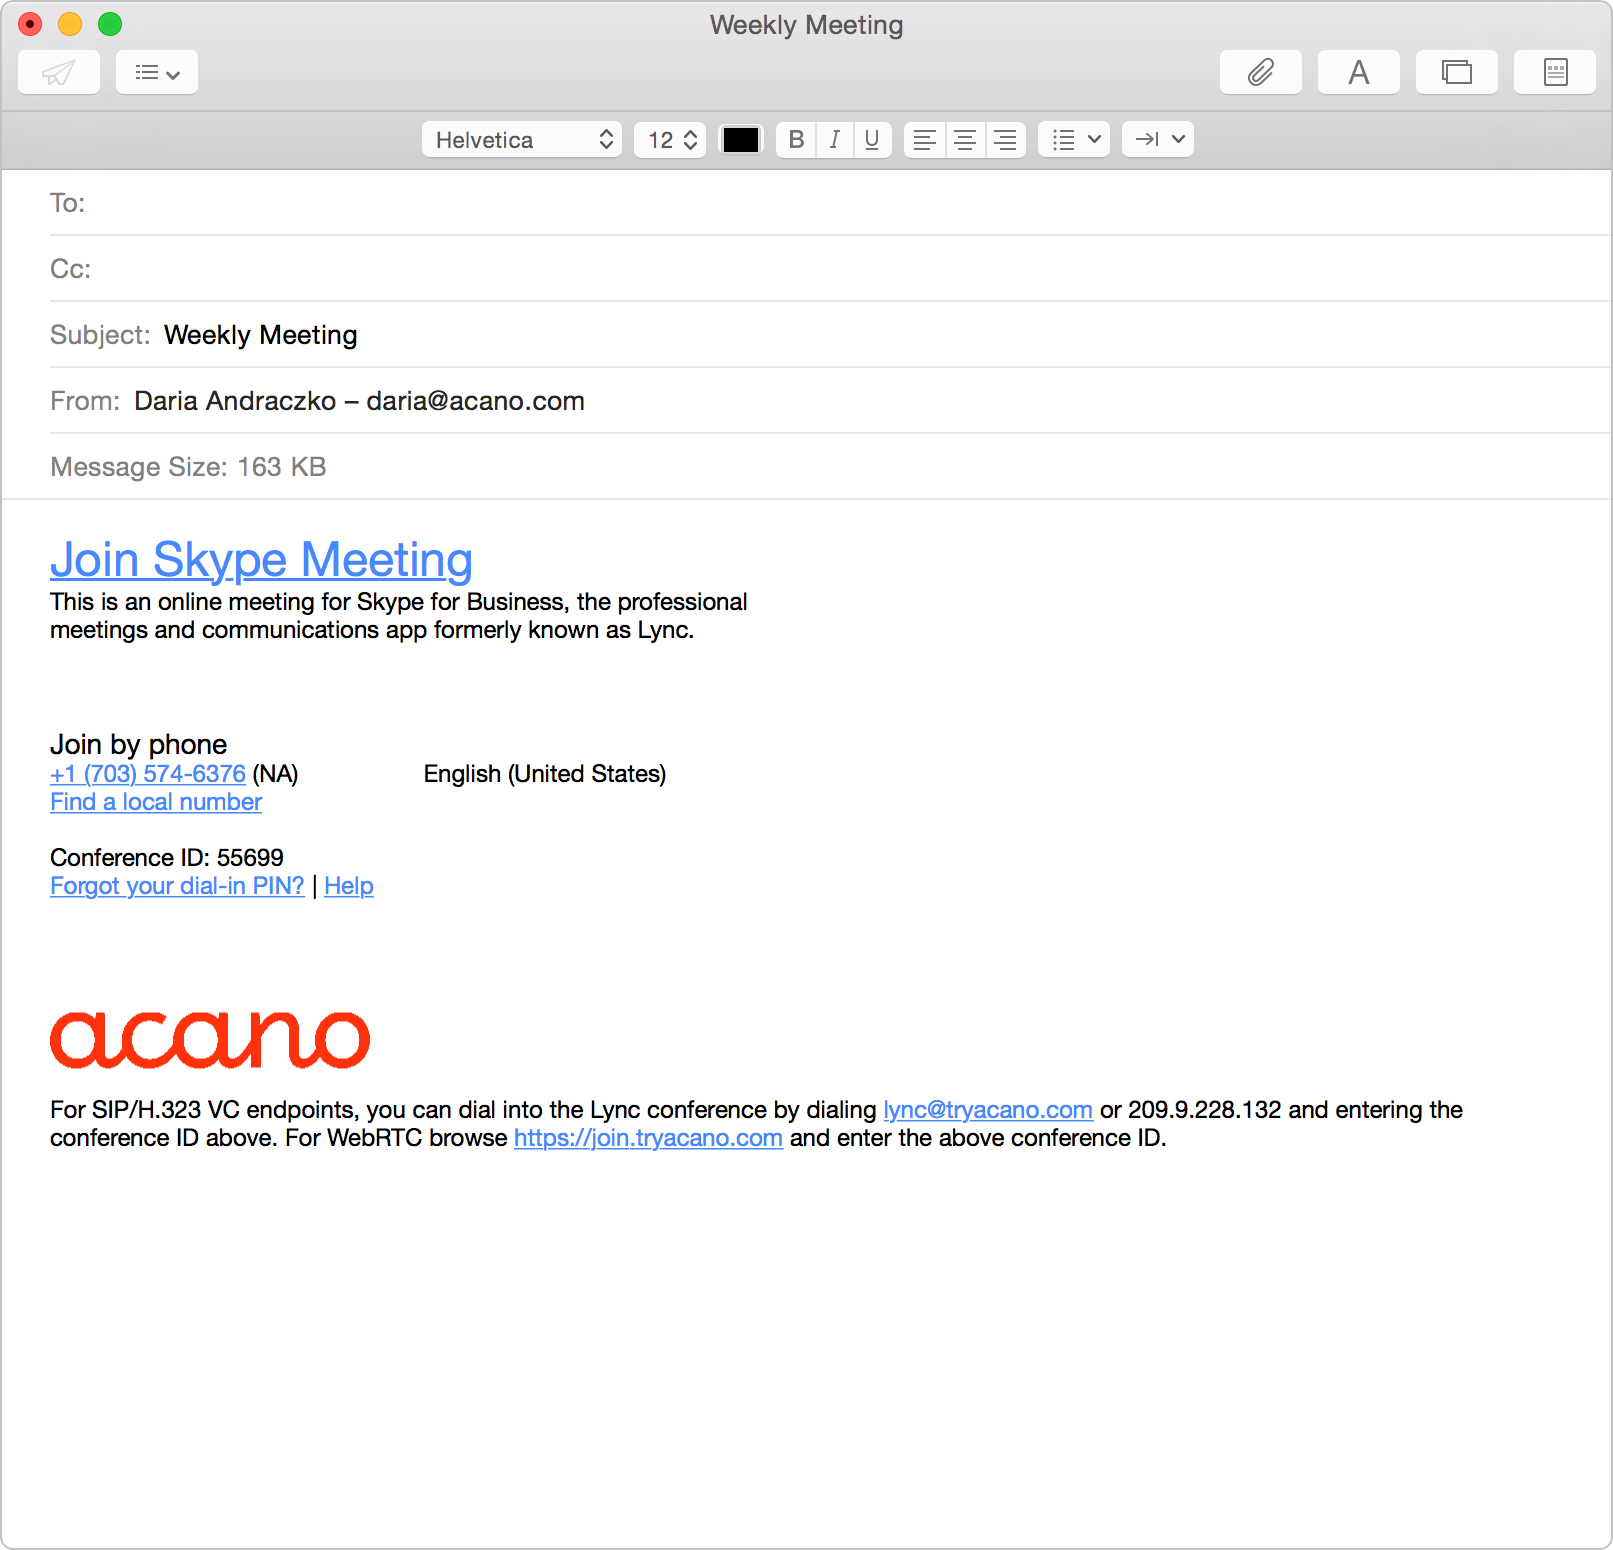 Weekly Meeting
A
Helvetica 12 B I U
To:
Cc:
Subject: Weekly Meeting
From: Daria Andraczko – daria@acano.com
Message Size: 163 KB
Join Skype Meeting
This is an online meeting for Skype for Business, the professional
meetings and communications app formerly known as Lync.
Join by phone
+1 (703) 574-6376 (NA) English (United States)
Find a local number
Conference ID: 55699
Forgot your dial-in PIN? | Help
acano
For SIP/H.323 VC endpoints, you can dial into the Lync conference by dialing lync@tryacano.com or 209.9.228.132 and entering the
conference ID above. For WebRTC browse https://join.tryacano.com and enter the above conference ID.